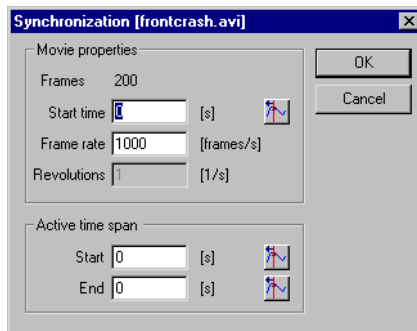 Synchronization [frontcrash.avi]
Movie properties
OK
Frames 200
Cancel
Start time 0 [s]
Frame rate 1000 [frames/s]
Revolutions 1 [1/s]
Active time span
Start 0 [s]
End 0 [s]